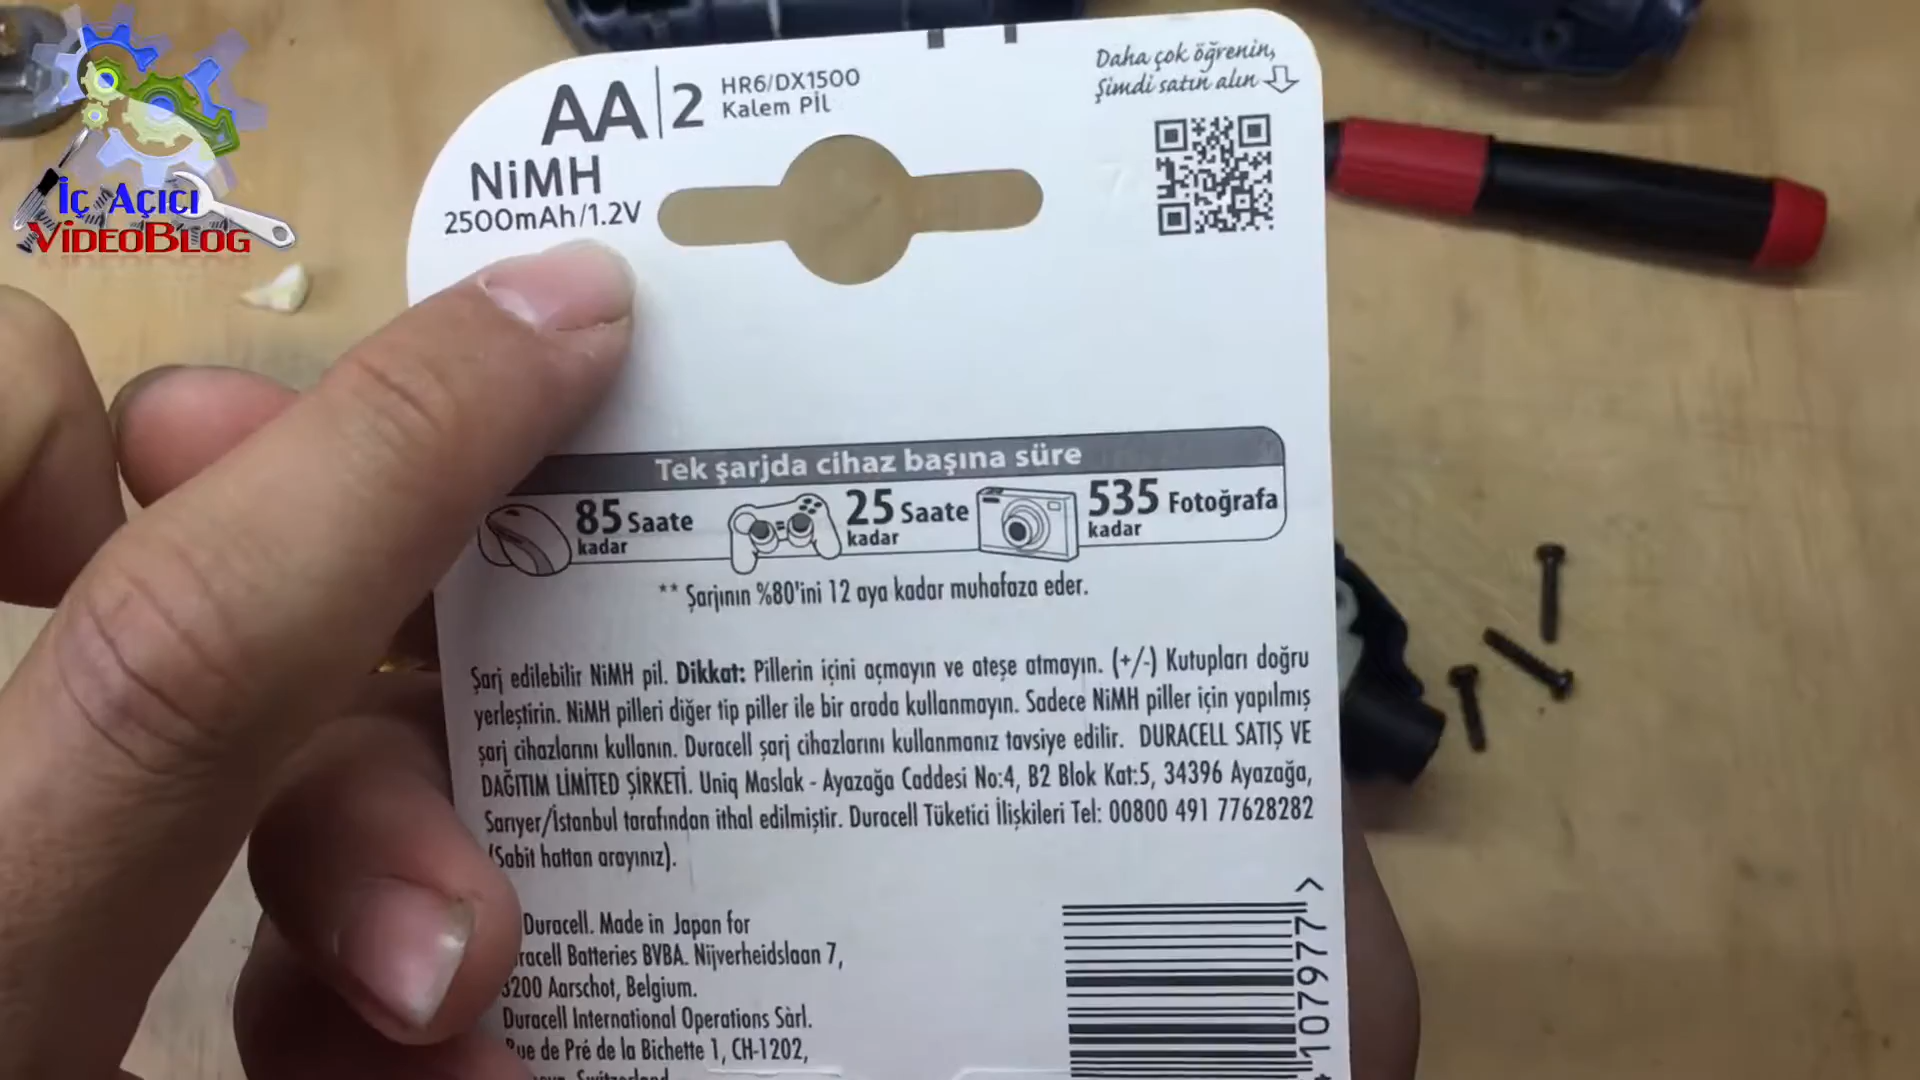 İç Açıcı
VideoBlog
AA|2
HR6/DX1500
Kalem Pil
NiMH
2500mAh/1.2V
Daha çok öğrenin,
Şimdi satın alın
Tek şarjda cihaz başına süre
85 Saate
kadar
25 Saate
kadar
535 Fotoğrafa
kadar
** Şarjının %80'ini 12 aya kadar muhafaza eder.
Şarj edilebilir NiMH pil. Dikkat: Pillerin içini açmayın ve ateşe atmayın. (+/-) Kutupları doğru
yerleştirin. NiMH pilleri diğer tip piller ile bir arada kullanmayın. Sadece NiMH piller için yapılmış
şarj cihazlarını kullanın. Duracell şarj cihazlarını kullanmanız tavsiye edilir. DURACELL SATIŞ VE
DAĞITIM LİMİTED ŞİRKETİ. Uniq Maslak - Ayazağa Caddesi No:4, B2 Blok Kat:5, 34396 Ayazağa,
Sarıyer/İstanbul tarafından ithal edilmiştir. Duracell Tüketici İlişkileri Tel: 00800 491 77628282
(Sabit hattan arayınız).
Duracell. Made in Japan for
Batteries BVBA. Nijverheidslaan 7,
Aarschot, Belgium.
Duracell International Operations Sàrl.
de Pré de la Bichette 1, CH-1202,
Switzerland